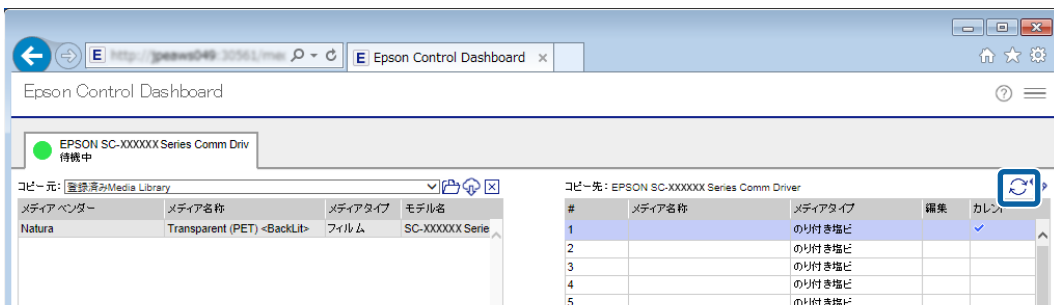 E Epson Control Dashboard ×
Epson Control Dashboard
EPSON SC-XXXXXX Series Comm Driv
待機中
コピー元: 登録済みMedia Library
コピー先: EPSON SC-XXXXXX Series Comm Driver
メディアベンダー メディア名称 メディアタイプ モデル名
# メディア名称 メディアタイプ 編集
Natura Transparent (PET) <BackLit> フィルム SC-XXXXXX Serie
1 のり付き塩ビ
2 のり付き塩ビ
3 のり付き塩ビ
4 のり付き塩ビ
5 のり付き塩ビ